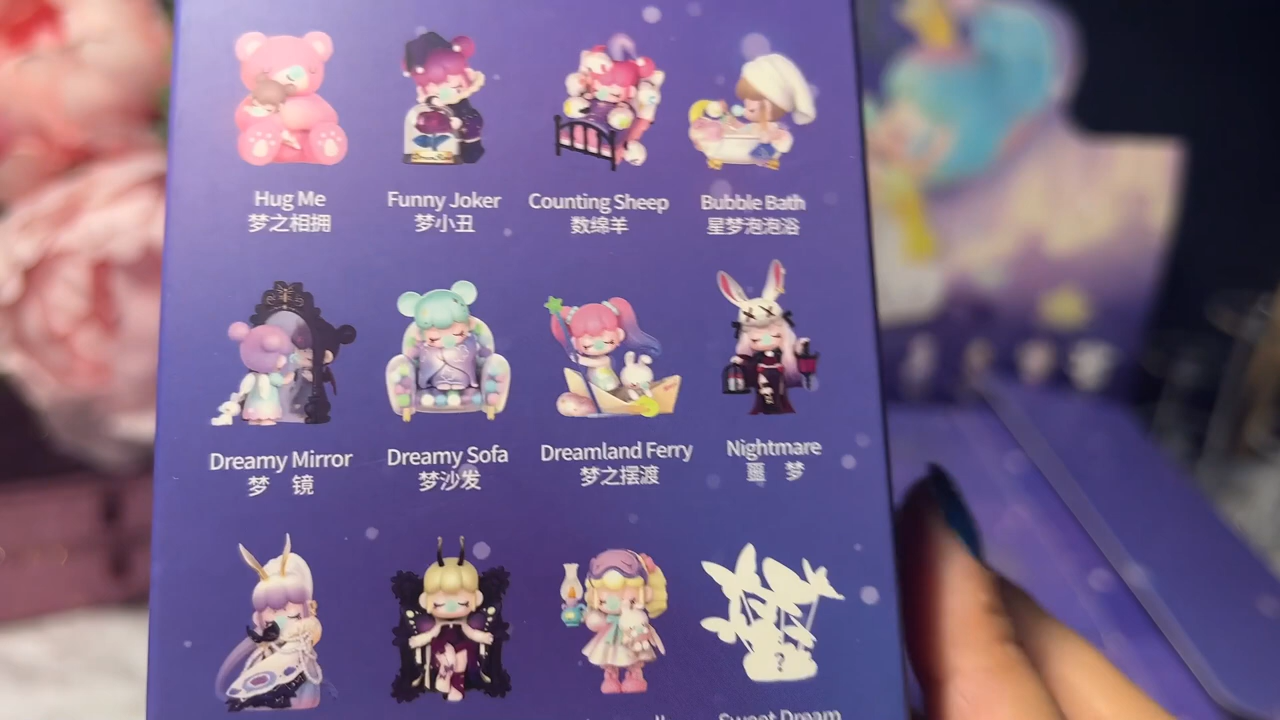 Hug Me
梦之相拥
Funny Joker
梦小丑
Counting Sheep
数绵羊
Bubble Bath
星梦泡泡浴
Dreamy Mirror
梦 镜
Dreamy Sofa
梦沙发
Dreamland Ferry
梦之摆渡
Nightmare
噩 梦
?
Sweet Dream